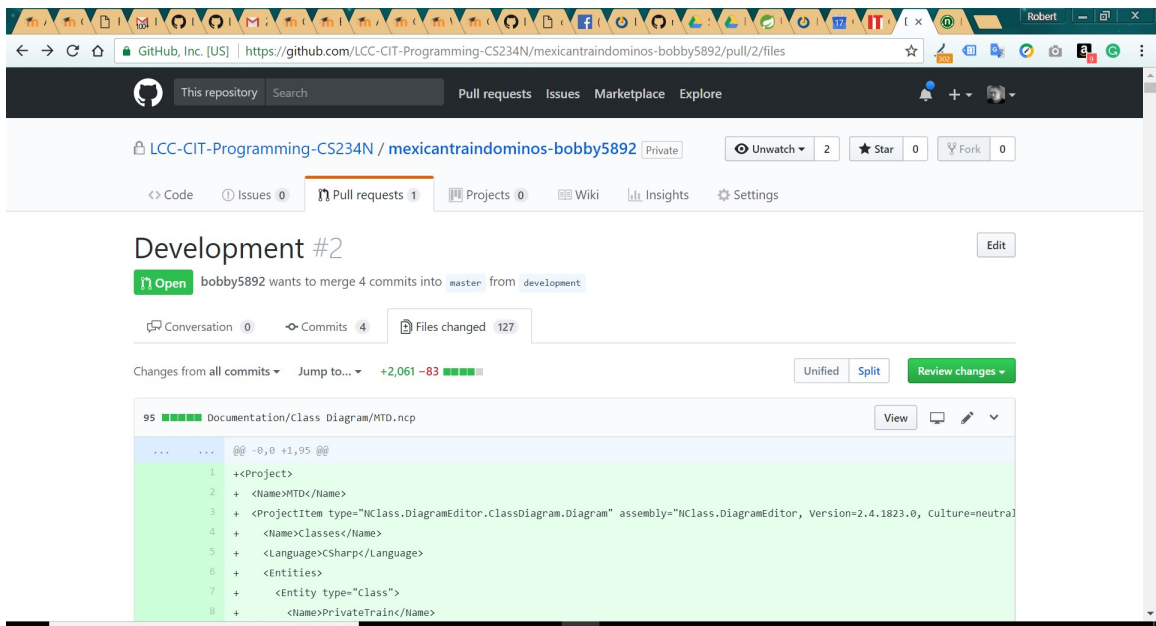 Robert
GitHub, Inc. [US] | https://github.com/LCC-CIT-Programming-CS234N/mexicantraindominos-bobby5892/pull/2/files
302
This repository Search Pull requests Issues Marketplace Explore
LCC-CIT-Programming-CS234N / mexicantraindominos-bobby5892 Private Unwatch 2 Star 0 Fork 0
<> Code Issues 0 Pull requests 1 Projects 0 Wiki Insights Settings
Development #2 Edit
Open bobby5892 wants to merge 4 commits into master from development
Conversation 0 Commits 4 Files changed 127
Changes from all commits Jump to... +2,061 −83 Unified Split Review changes
95 Documentation/Class Diagram/MTD.ncp View
... ... @@ -0,0 +1,95 @@
1 +<Project>
2 + <Name>MTD</Name>
3 + <ProjectItem type="NClass.DiagramEditor.ClassDiagram.Diagram" assembly="NClass.DiagramEditor, Version=2.4.1823.0, Culture=neutral
4 + <Name>Classes</Name>
5 + <Language>CSharp</Language>
6 + <Entities>
7 + <Entity type="Class">
8 + <Name>PrivateTrain</Name>